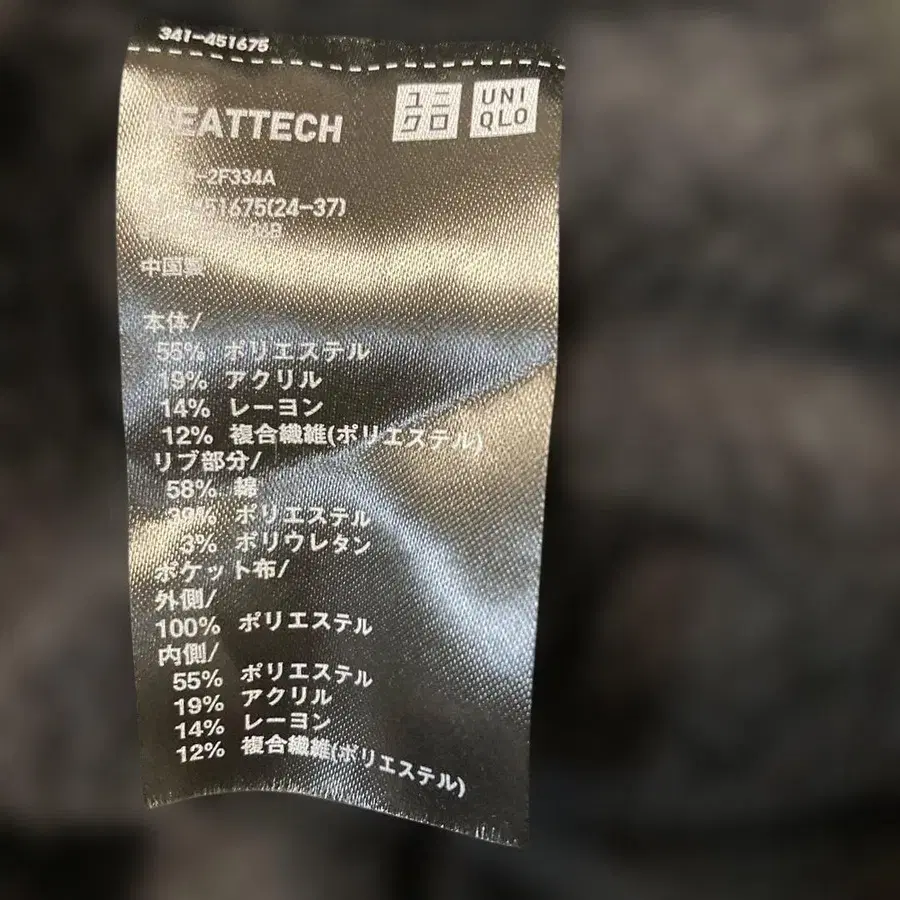 341-451675
HEATTECH
ユニ
クロ
UNI
QLO
-2F334A
51675(24-37)
中国製
本体/
55% ポリエステル
19% アクリル
14% レーヨン
12% 複合繊維(ポリエステル)
リブ部分/
58% 綿
39% ポリエステル
3% ポリウレタン
ポケット布/
外側/
100% ポリエステル
内側/
55% ポリエステル
19% アクリル
14% レーヨン
12% 複合繊維(ポリエステル)